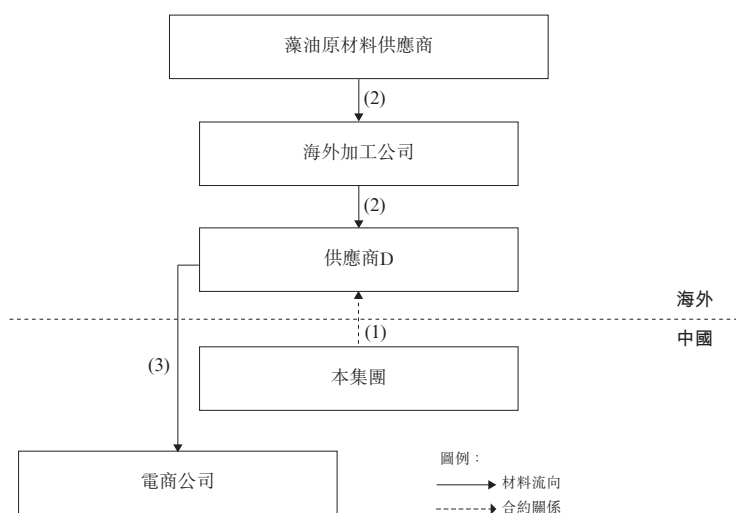 藻油原材料供應商
(2)
海外加工公司
(2)
供應商D
海外
(1)
中國
(3)
本集團
電商公司
圖例：
材料流向
合約關係